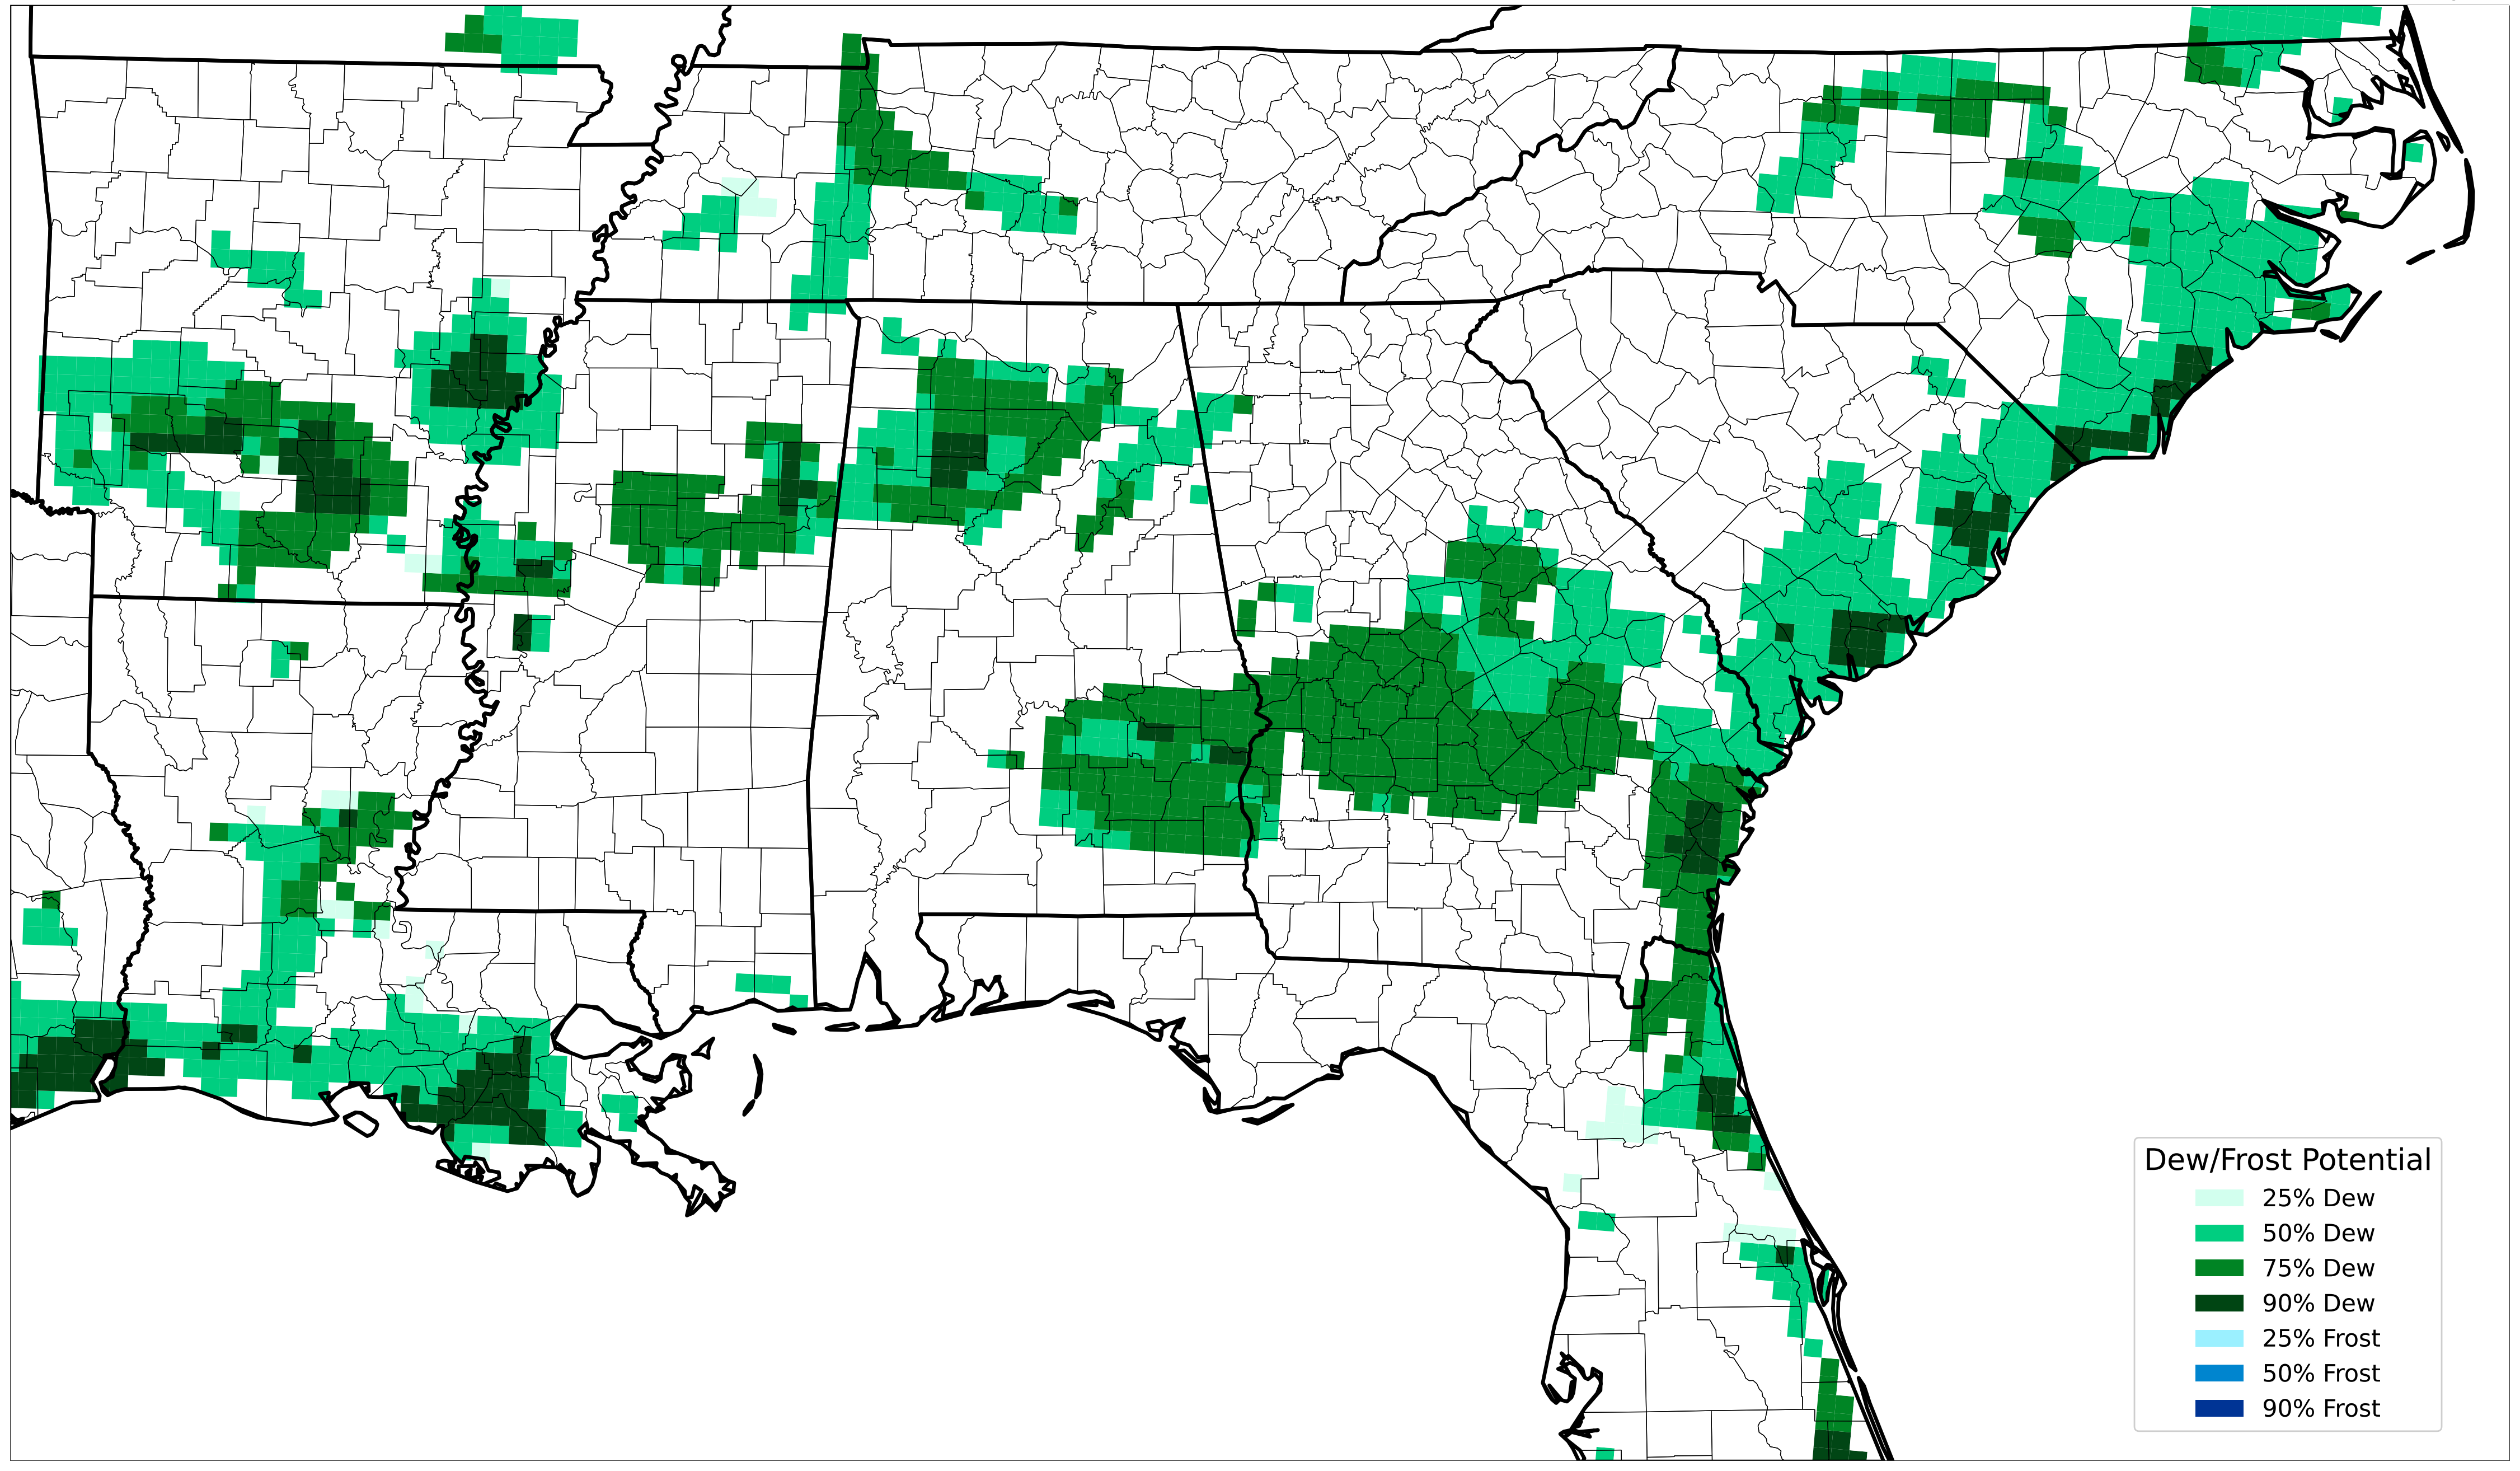 Dew/Frost Potential
25% Dew
50% Dew
75% Dew
90% Dew
25% Frost
50% Frost
90% Frost